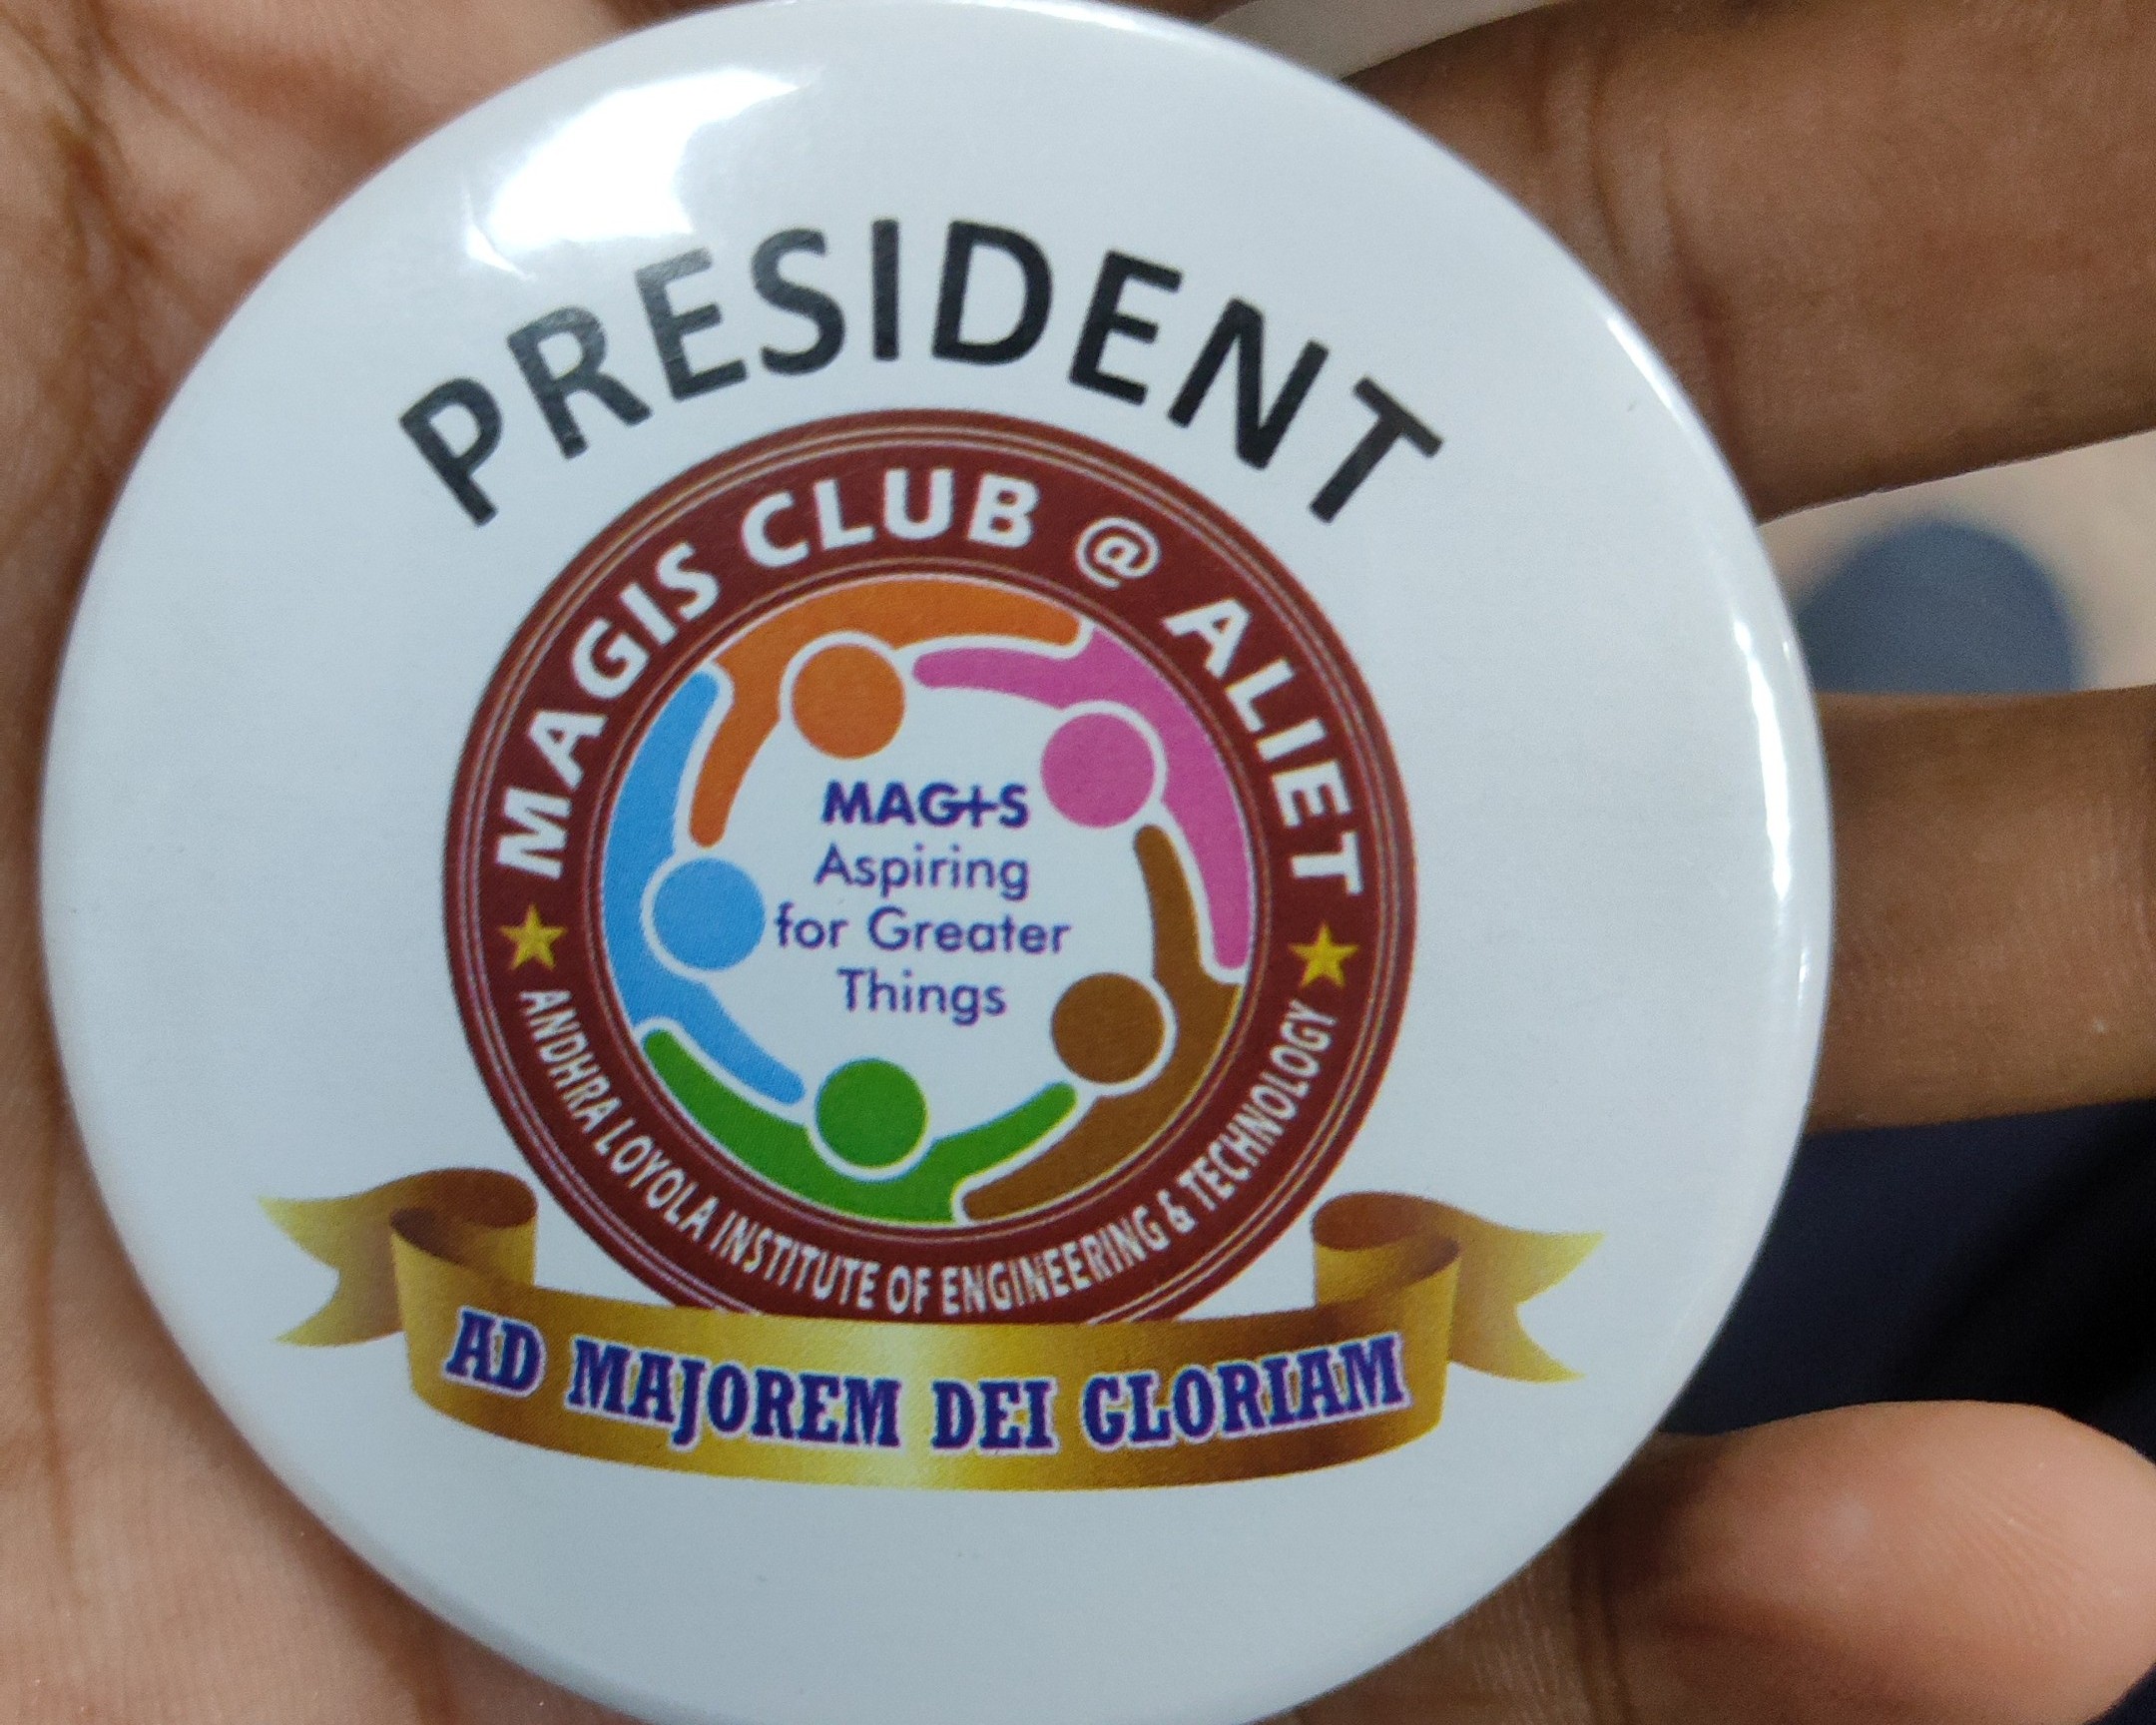 PRESIDENT
MAGIS CLUB @ ALIET
MAG+S
Aspiring
for Greater
Things
ANDHRA LOYOLA INSTITUTE OF ENGINEERING & TECHNOLOGY
AD MAJOREM DEI GLORIAM